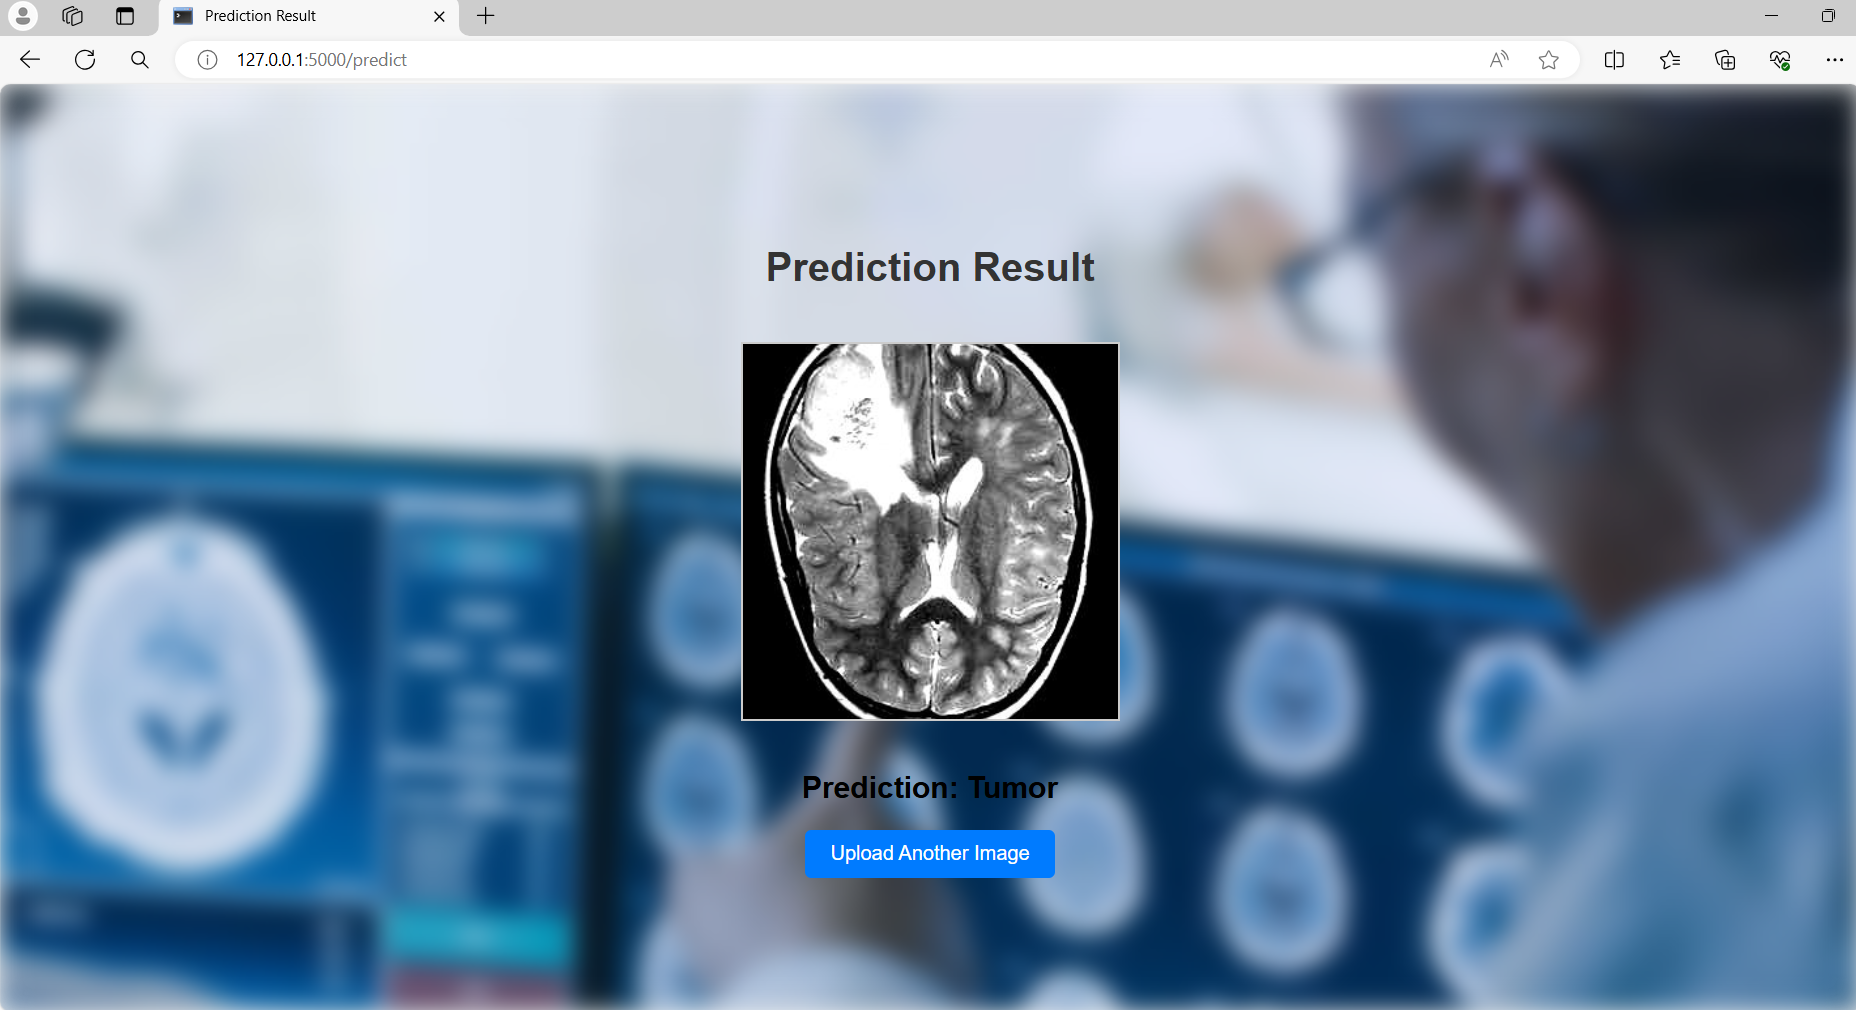 Prediction Result
127.0.0.1:5000/predict
Prediction Result
Prediction: Tumor
Upload Another Image